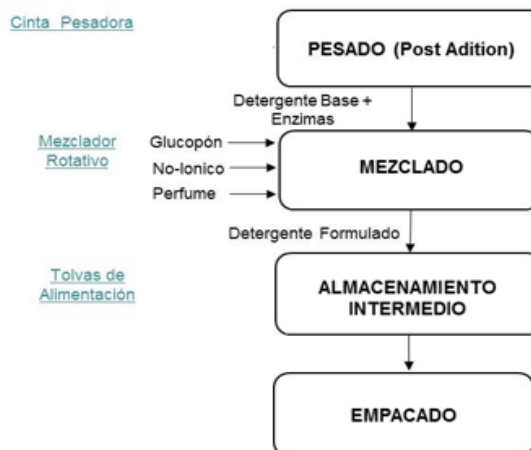 Cinta Pesadora
PESADO (Post Adition)
Detergente Base +
Enzimas
Mezclador
Rotativo
Glucopón
No-Ionico
Perfume
MEZCLADO
Detergente Formulado
Tolvas de
Alimentación
ALMACENAMIENTO
INTERMEDIO
EMPACADO